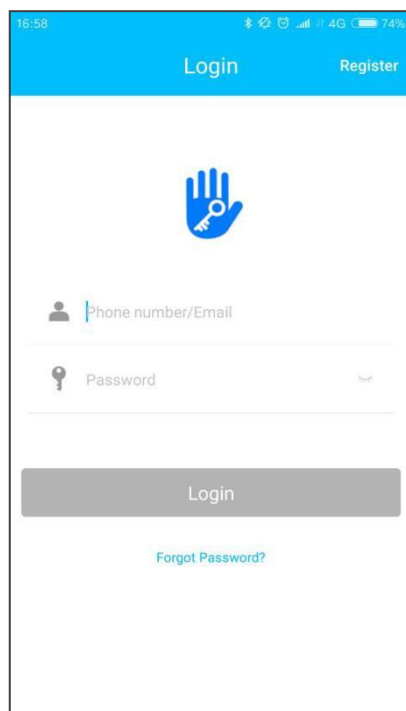 16:58 4G 74%
Login Register
Phone number/Email
Password
Login
Forgot Password?